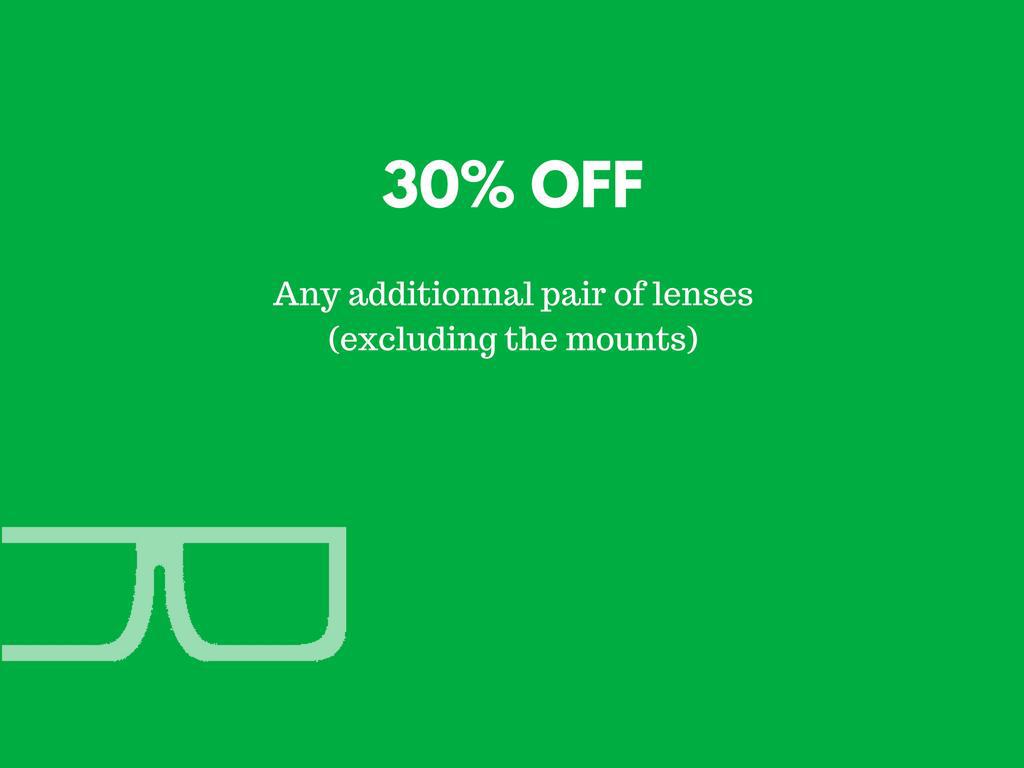 30% OFF
Any additionnal pair of lenses
(excluding the mounts)